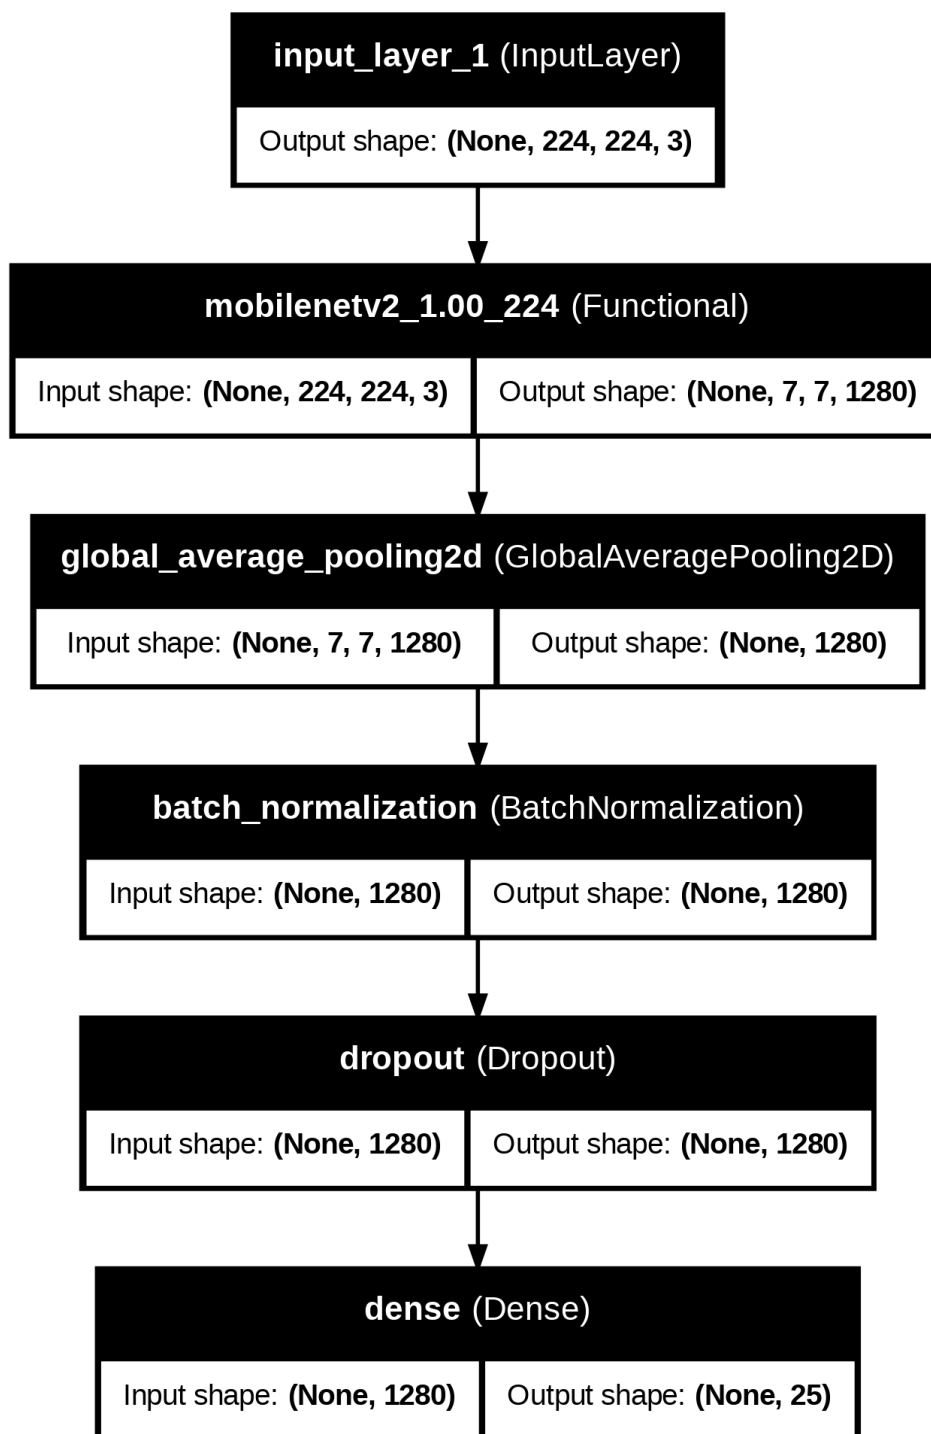 input_layer_1 (InputLayer)
Output shape: (None, 224, 224, 3)
mobilenetv2_1.00_224 (Functional)
Input shape: (None, 224, 224, 3) Output shape: (None, 7, 7, 1280)
global_average_pooling2d (GlobalAveragePooling2D)
Input shape: (None, 7, 7, 1280) Output shape: (None, 1280)
batch_normalization (BatchNormalization)
Input shape: (None, 1280) Output shape: (None, 1280)
dropout (Dropout)
Input shape: (None, 1280) Output shape: (None, 1280)
dense (Dense)
Input shape: (None, 1280) Output shape: (None, 25)